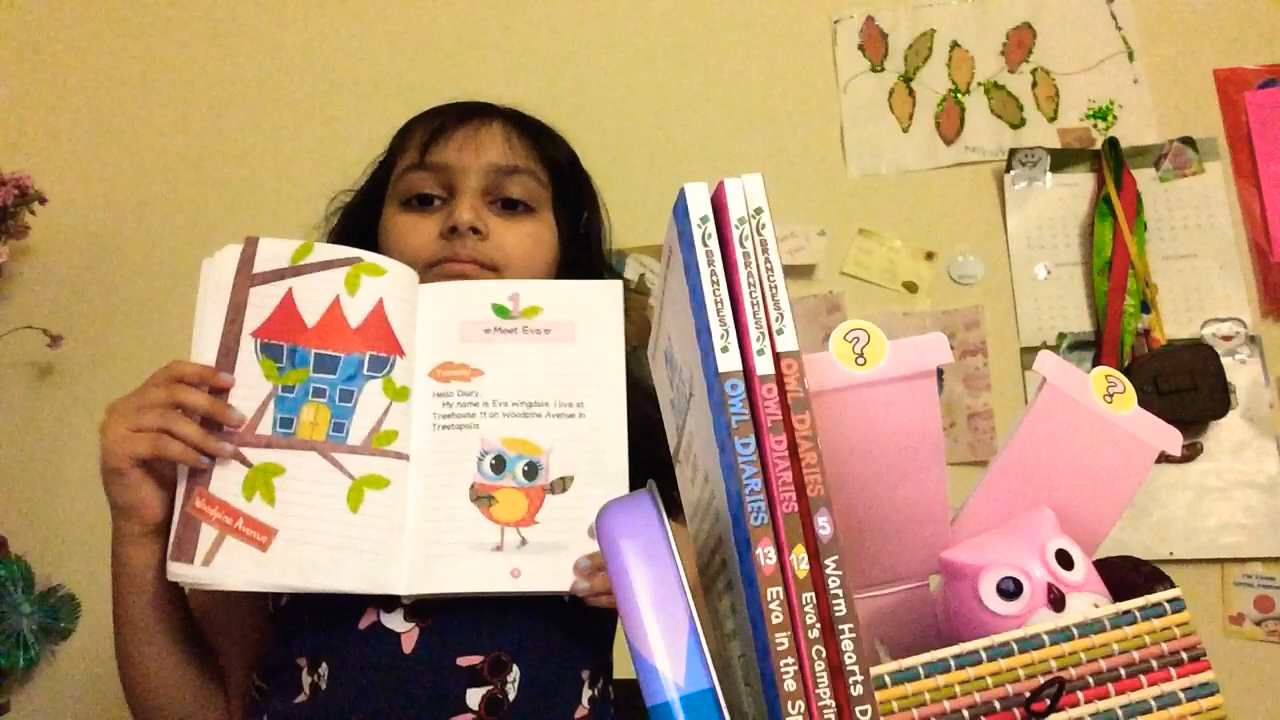 1
Meet Eva
Tuesday
Hello Diary,
My name is Eva Wingdale. I live at
Treehouse 11 on Woodpine Avenue in
Treetopolis.
Woodpine Avenue
BRANCHES
OWL DIARIES
13
Eva in the
BRANCHES
OWL DIARIES
12
Eva's
BRANCHES
OWL DIARIES
5
Warm Hearts
?
?